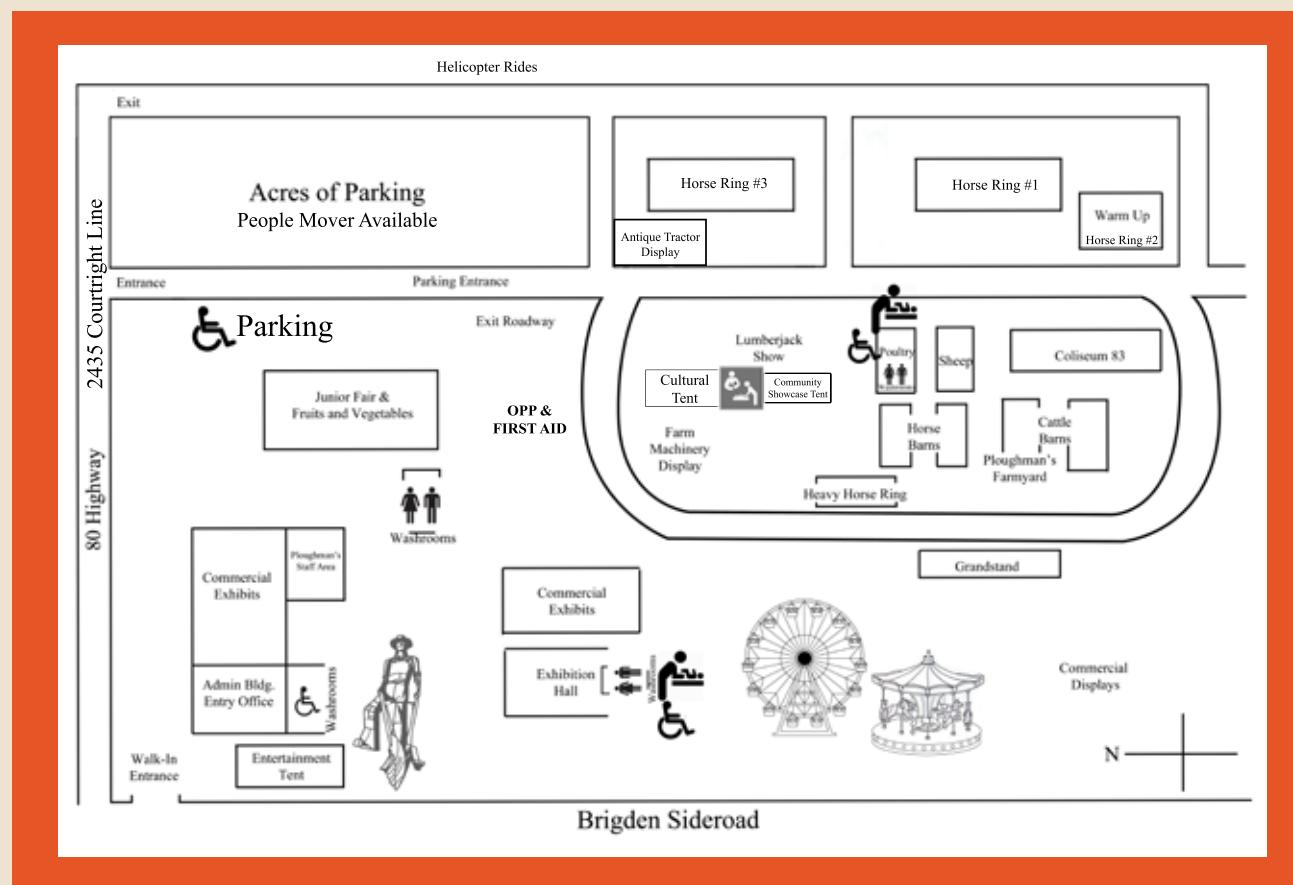 Helicopter Rides
Exit
Acres of Parking
People Mover Available
Horse Ring #3
Horse Ring #1
Warm Up
Horse Ring #2
Antique Tractor
Display
2435 Courtright Line
80 Highway
Entrance
Parking Entrance
Parking
Exit Roadway
Lumberjack
Show
Cultural
Tent
Community
Showcase Tent
Poultry
Sheep
Coliseum 83
Junior Fair &
Fruits and Vegetables
OPP &
FIRST AID
Farm
Machinery
Display
Horse
Barns
Cattle
Barns
Ploughman's
Farmyard
Heavy Horse Ring
Washrooms
Grandstand
Commercial
Exhibits
Ploughman's
Staff Area
Commercial
Exhibits
Exhibition
Hall
Washrooms
Admin Bldg.
Entry Office
Washrooms
Commercial
Displays
Walk-In
Entrance
Entertainment
Tent
N
Brigden Sideroad